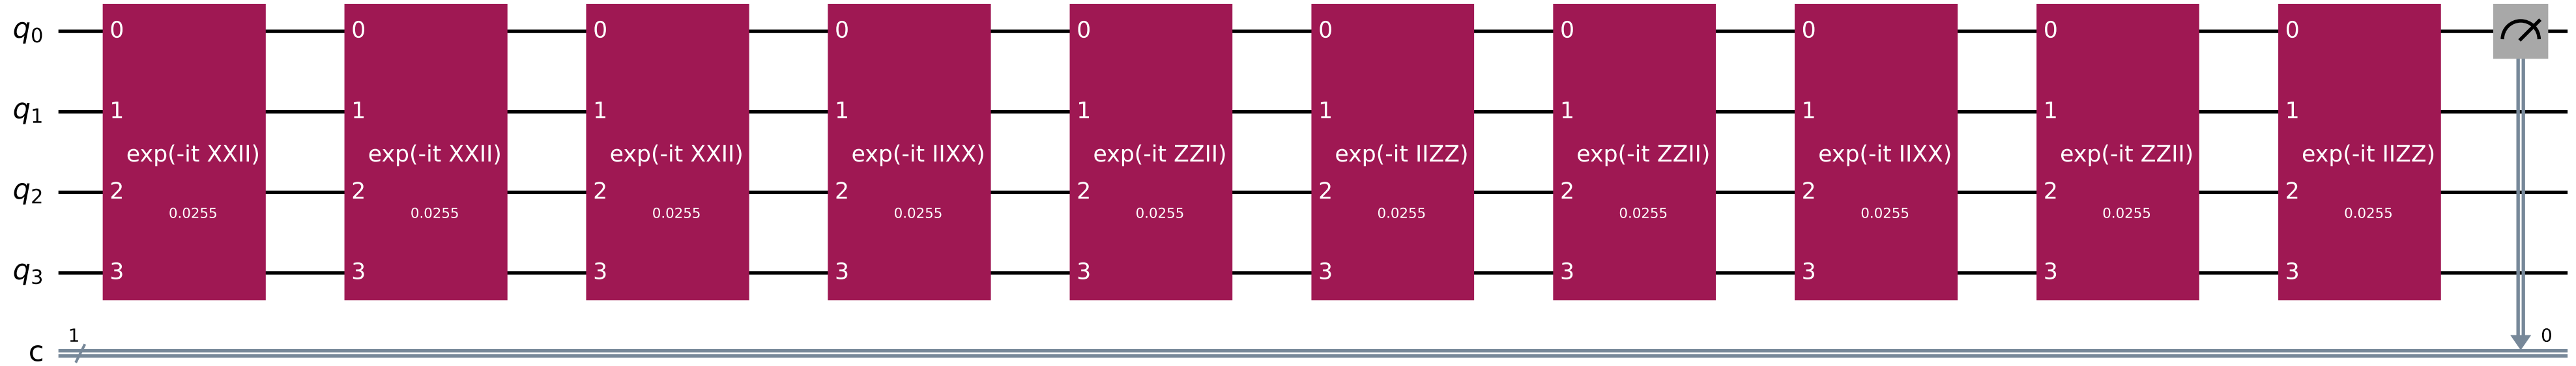 q0 0 0 0 0 0 0 0 0 0 0
q1 1 1 1 1 1 1 1 1 1 1
exp(-it XXII) exp(-it XXII) exp(-it XXII) exp(-it IIXX) exp(-it ZZII) exp(-it IIZZ) exp(-it ZZII) exp(-it IIXX) exp(-it ZZII) exp(-it IIZZ)
q2 2 2 2 2 2 2 2 2 2 2
0.0255 0.0255 0.0255 0.0255 0.0255 0.0255 0.0255 0.0255 0.0255 0.0255
q3 3 3 3 3 3 3 3 3 3 3
1 0
c